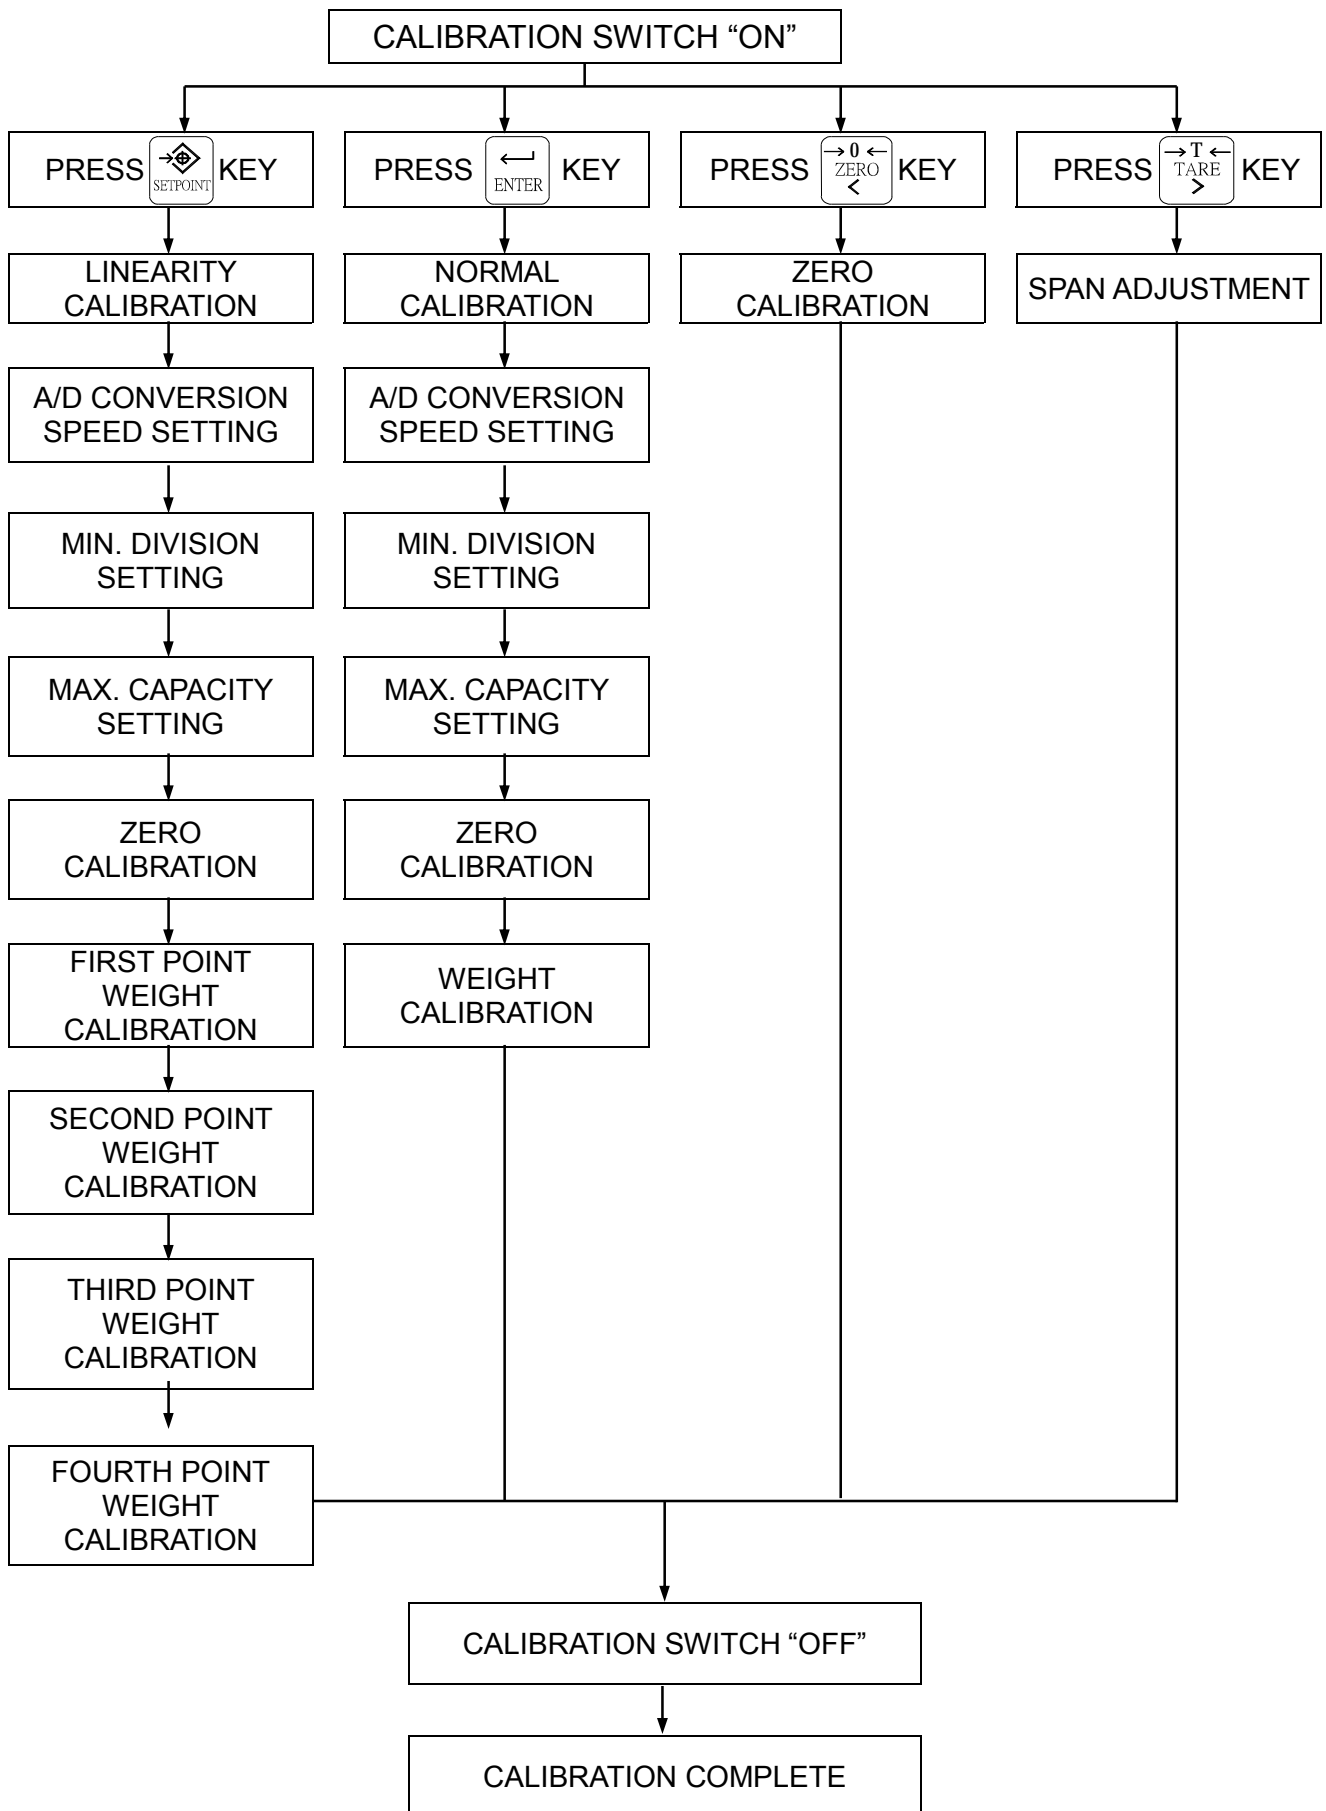 CALIBRATION SWITCH “ON”
PRESS →SETPOINT KEY
PRESS ENTER KEY
PRESS →0← ZERO < KEY
PRESS →T← TARE > KEY
LINEARITY
CALIBRATION
NORMAL
CALIBRATION
ZERO
CALIBRATION
SPAN ADJUSTMENT
A/D CONVERSION
SPEED SETTING
A/D CONVERSION
SPEED SETTING
MIN. DIVISION
SETTING
MIN. DIVISION
SETTING
MAX. CAPACITY
SETTING
MAX. CAPACITY
SETTING
ZERO
CALIBRATION
ZERO
CALIBRATION
FIRST POINT
WEIGHT
CALIBRATION
WEIGHT
CALIBRATION
SECOND POINT
WEIGHT
CALIBRATION
THIRD POINT
WEIGHT
CALIBRATION
FOURTH POINT
WEIGHT
CALIBRATION
CALIBRATION SWITCH “OFF”
CALIBRATION COMPLETE